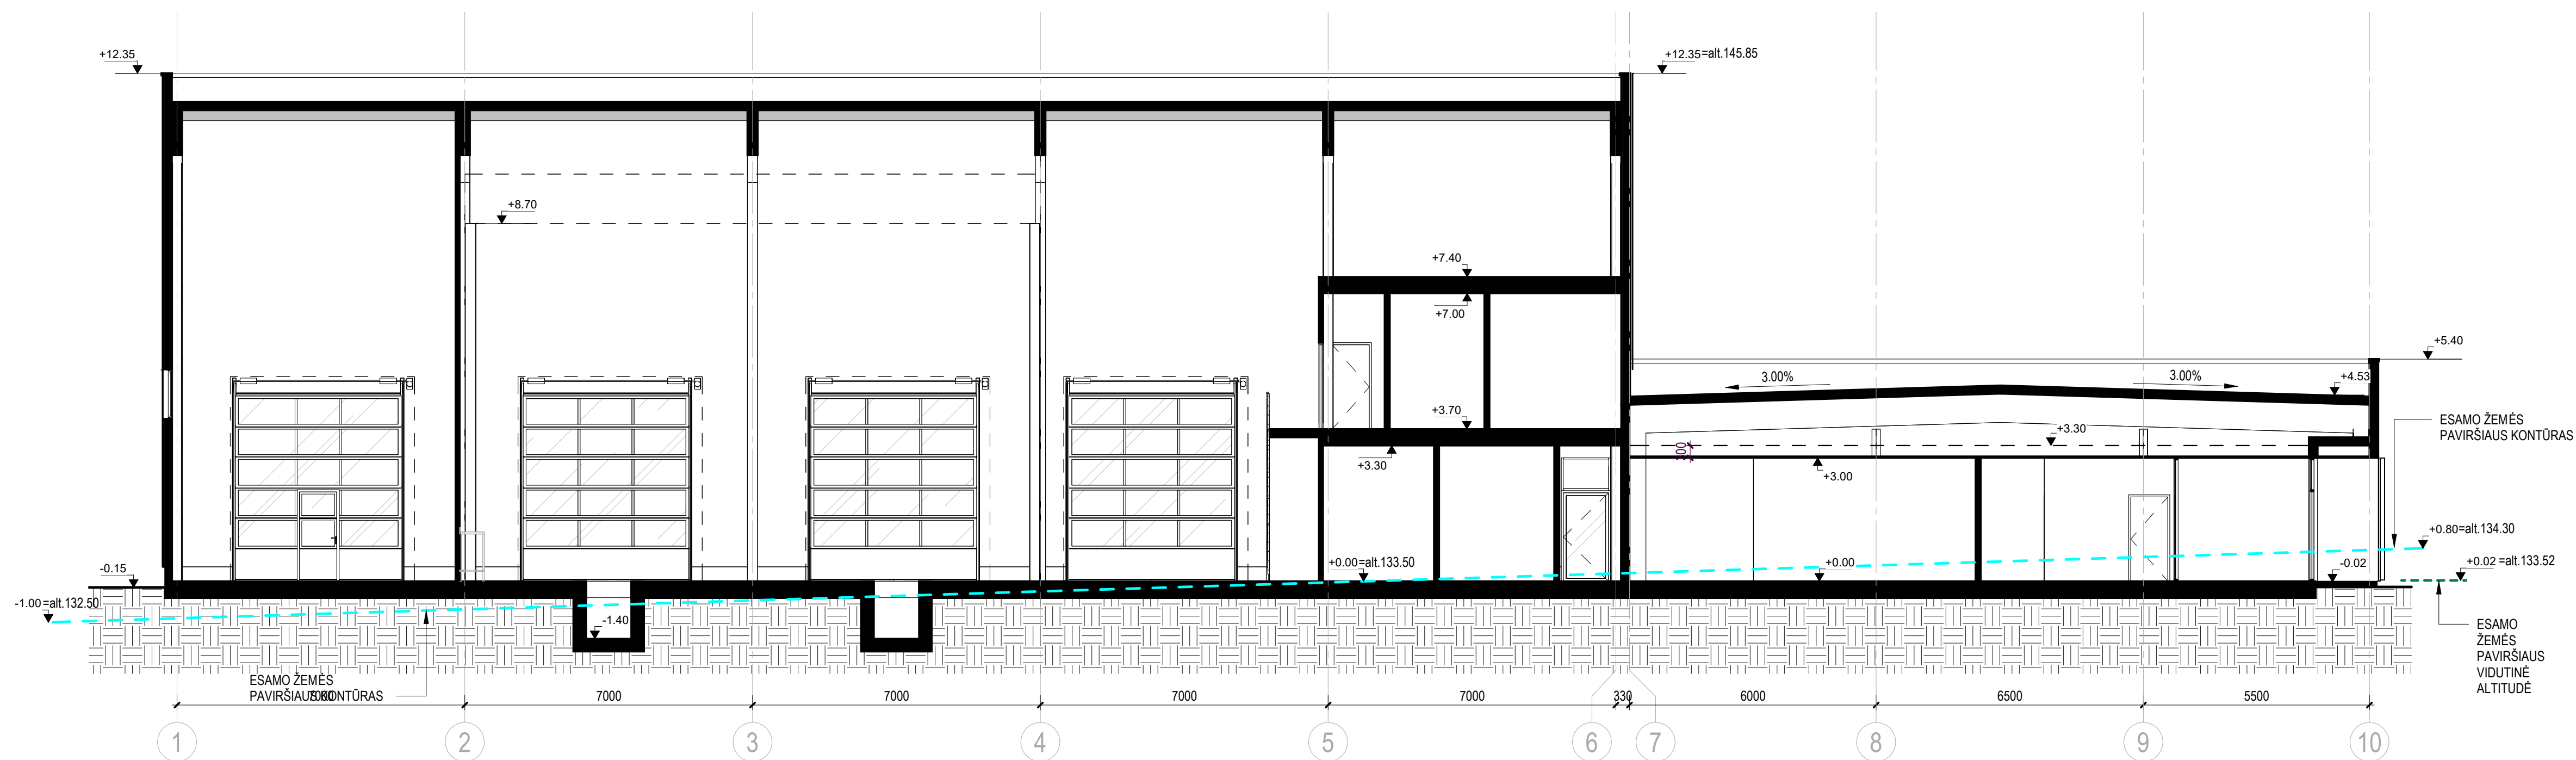 +12.35
+12.35=alt.145.85
+8.70
+7.40
+7.00
+5.40
3.00%
3.00%
+4.53
+3.70
ESAMO ŽEMĖS
PAVIRŠIAUS KONTŪRAS
+3.30
300
+3.30
+3.00
+0.80=alt.134.30
-0.15
+0.00=alt.133.50
+0.00
-0.02
+0.02 =alt.133.52
-1.00=alt.132.50
-1.40
ESAMO
ŽEMĖS
PAVIRŠIAUS
VIDUTINĖ
ALTITUDĖ
ESAMO ŽEMĖS
PAVIRŠIAUS KONTŪRAS
7000 7000 7000 7000 7000 330 6000 6500 5500
1 2 3 4 5 6 7 8 9 10